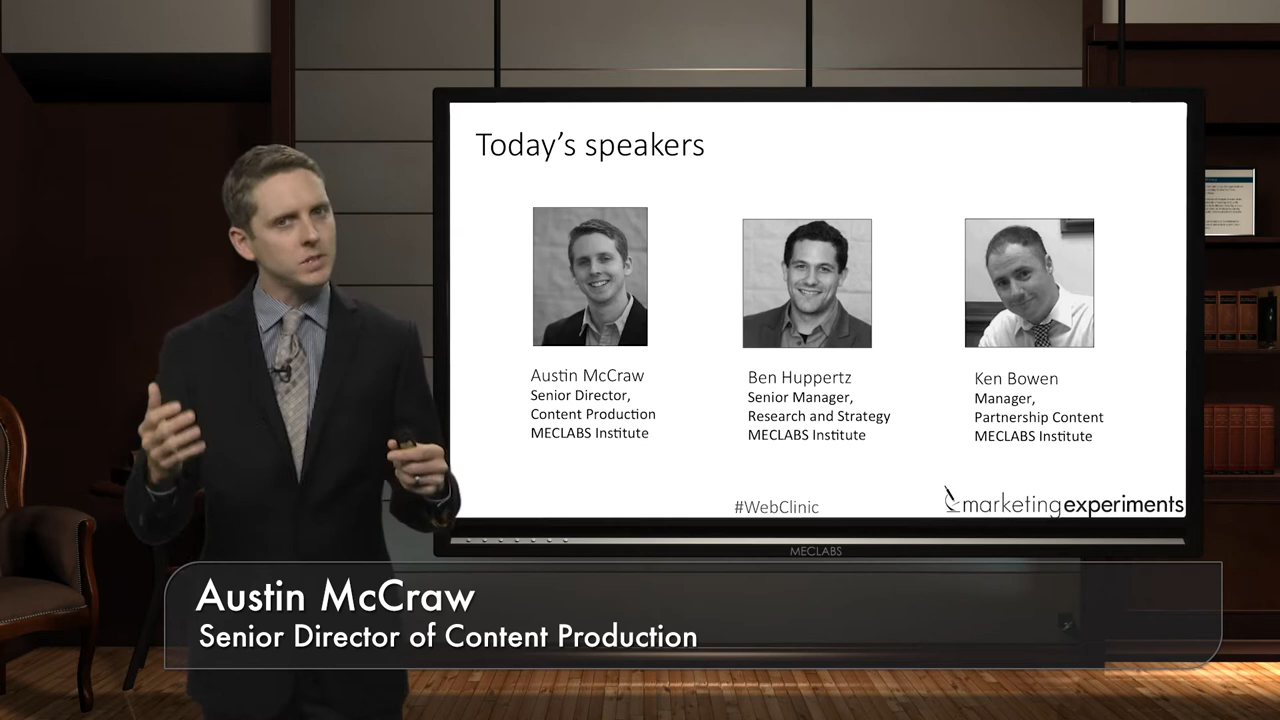 Today's speakers
Austin McCraw
Senior Director,
Content Production
MECLABS Institute
Ben Huppertz
Senior Manager,
Research and Strategy
MECLABS Institute
Ken Bowen
Manager,
Partnership Content
MECLABS Institute
#WebClinic
marketingexperiments
MECLABS
Austin McCraw
Senior Director of Content Production